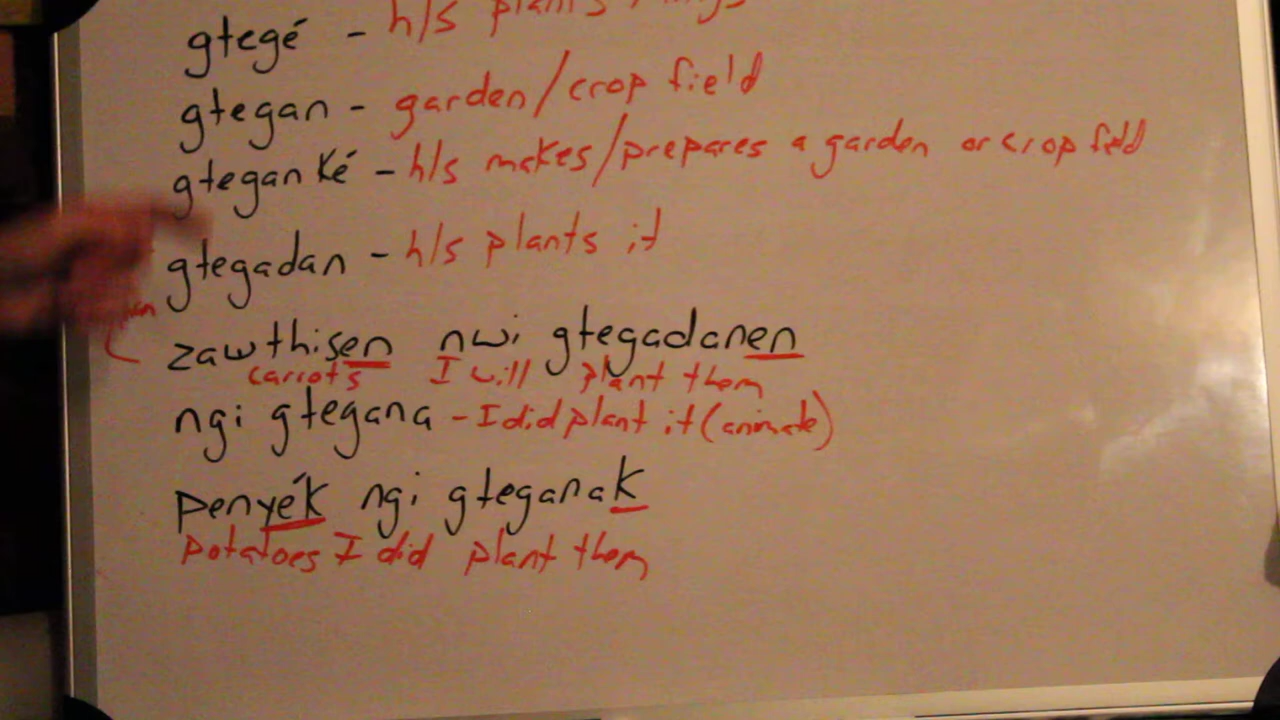 gtegé - h/s plants
gtegan - garden/crop field
gteganké - h/s makes/prepares a garden or crop field
gtegadan - h/s plants it
zawthisen nwi gtegadanen
carrots I will plant them
ngi gtegana - I did plant it (animate)
penyék ngi gteganak
potatoes I did plant them